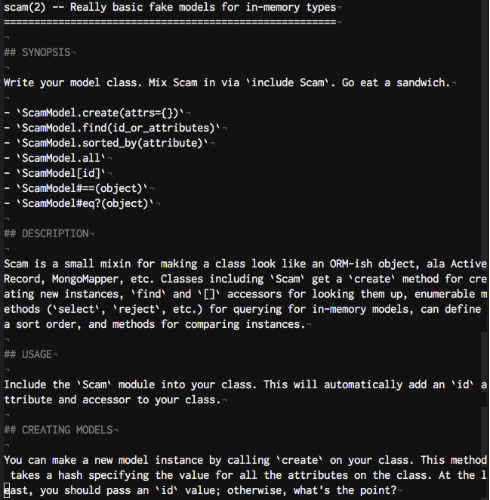 scam(2) -- Really basic fake models for in-memory types¬
=====================================================¬
¬
## SYNOPSIS¬
¬
Write your model class. Mix Scam in via `include Scam`. Go eat a sandwich.¬
¬
- `ScamModel.create(attrs={})`¬
- `ScamModel.find(id_or_attributes)`¬
- `ScamModel.sorted_by(attribute)`¬
- `ScamModel.all`¬
- `ScamModel[id]`¬
- `ScamModel#==(object)`¬
- `ScamModel#eq?(object)`¬
¬
## DESCRIPTION¬
¬
Scam is a small mixin for making a class look like an ORM-ish object, ala Active
Record, MongoMapper, etc. Classes including `Scam` get a `create` method for cre
ating new instances, `find` and `[]` accessors for looking them up, enumerable m
ethods (`select`, `reject`, etc.) for querying for in-memory models, can define
a sort order, and methods for comparing instances.¬
¬
## USAGE¬
¬
Include the `Scam` module into your class. This will automatically add an `id` a
ttribute and accessor to your class.¬
¬
## CREATING MODELS¬
¬
You can make a new model instance by calling `create` on your class. This method
takes a hash specifying the value for all the attributes on the class. At the l
east, you should pass an `id` value; otherwise, what's the point?¬